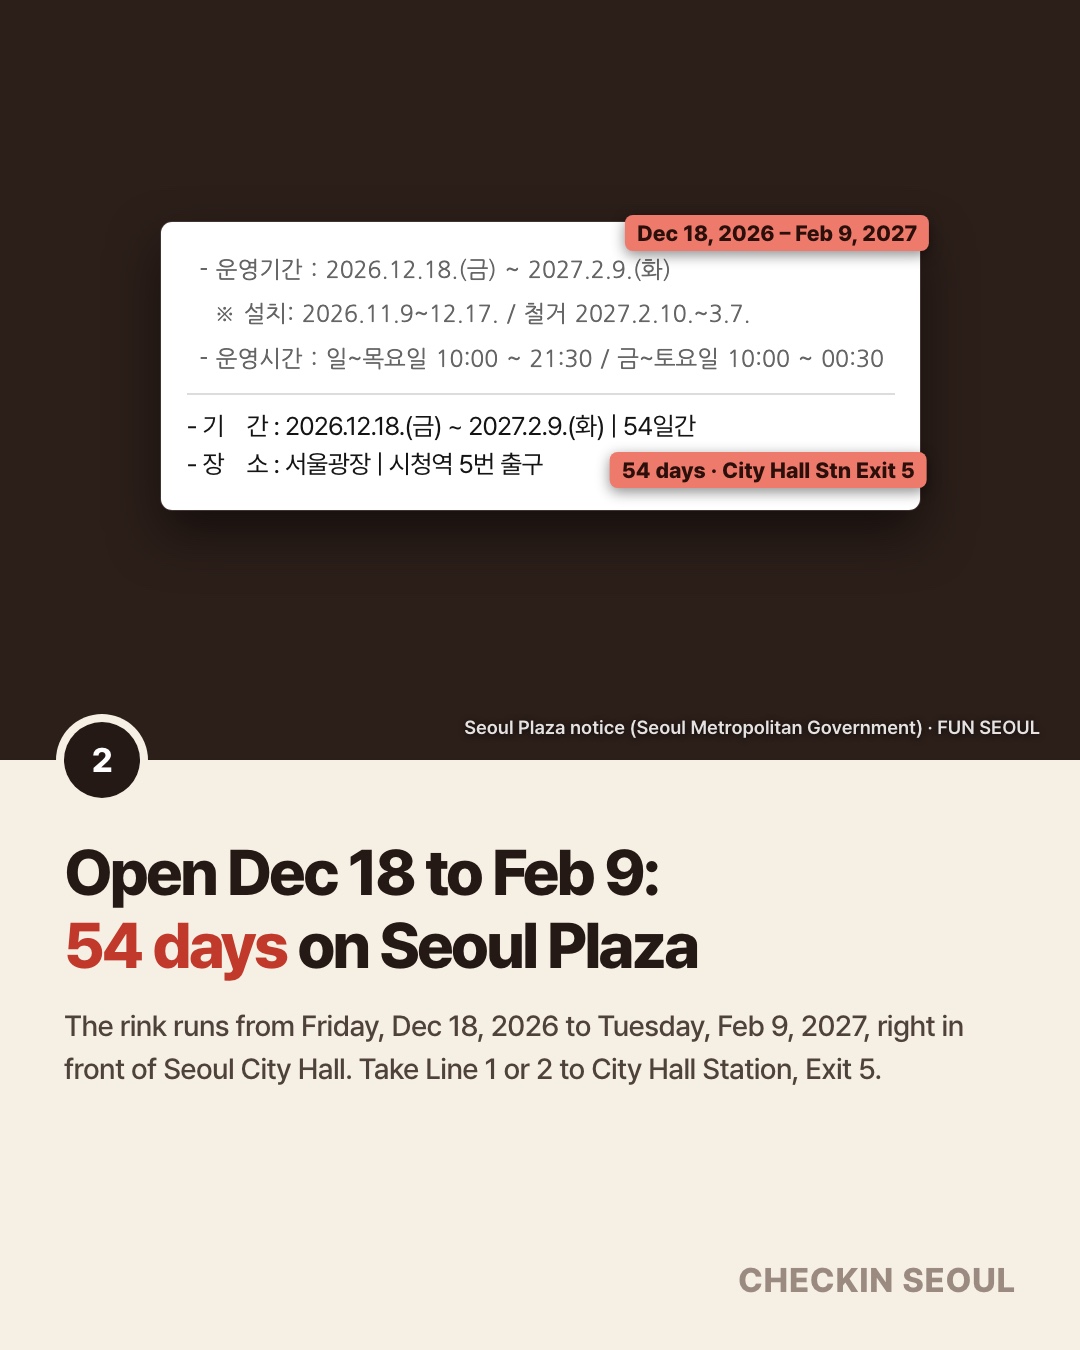 Dec 18, 2026 – Feb 9, 2027
- 운영기간 : 2026.12.18.(금) ~ 2027.2.9.(화)
※ 설치: 2026.11.9~12.17. / 철거 2027.2.10.~3.7.
- 운영시간 : 일~목요일 10:00 ~ 21:30 / 금~토요일 10:00 ~ 00:30
- 기 간 : 2026.12.18.(금) ~ 2027.2.9.(화) | 54일간
- 장 소 : 서울광장 | 시청역 5번 출구
54 days · City Hall Stn Exit 5
Seoul Plaza notice (Seoul Metropolitan Government) · FUN SEOUL
2
Open Dec 18 to Feb 9:
54 days on Seoul Plaza
The rink runs from Friday, Dec 18, 2026 to Tuesday, Feb 9, 2027, right in
front of Seoul City Hall. Take Line 1 or 2 to City Hall Station, Exit 5.
CHECKIN SEOUL